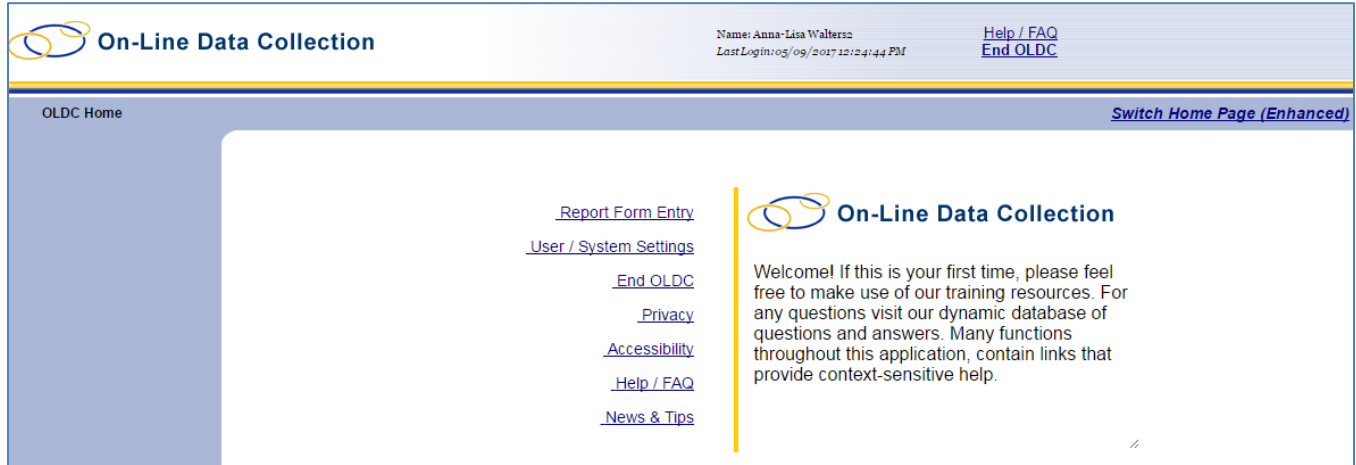 On-Line Data Collection
Name: Anna-Lisa Walters2
Last Login: 05/09/2017 12:24:44 PM
Help / FAQ
End OLDC
OLDC Home
Switch Home Page (Enhanced)
Report Form Entry
User / System Settings
End OLDC
Privacy
Accessibility
Help / FAQ
News & Tips
On-Line Data Collection
Welcome! If this is your first time, please feel
free to make use of our training resources. For
any questions visit our dynamic database of
questions and answers. Many functions
throughout this application, contain links that
provide context-sensitive help.